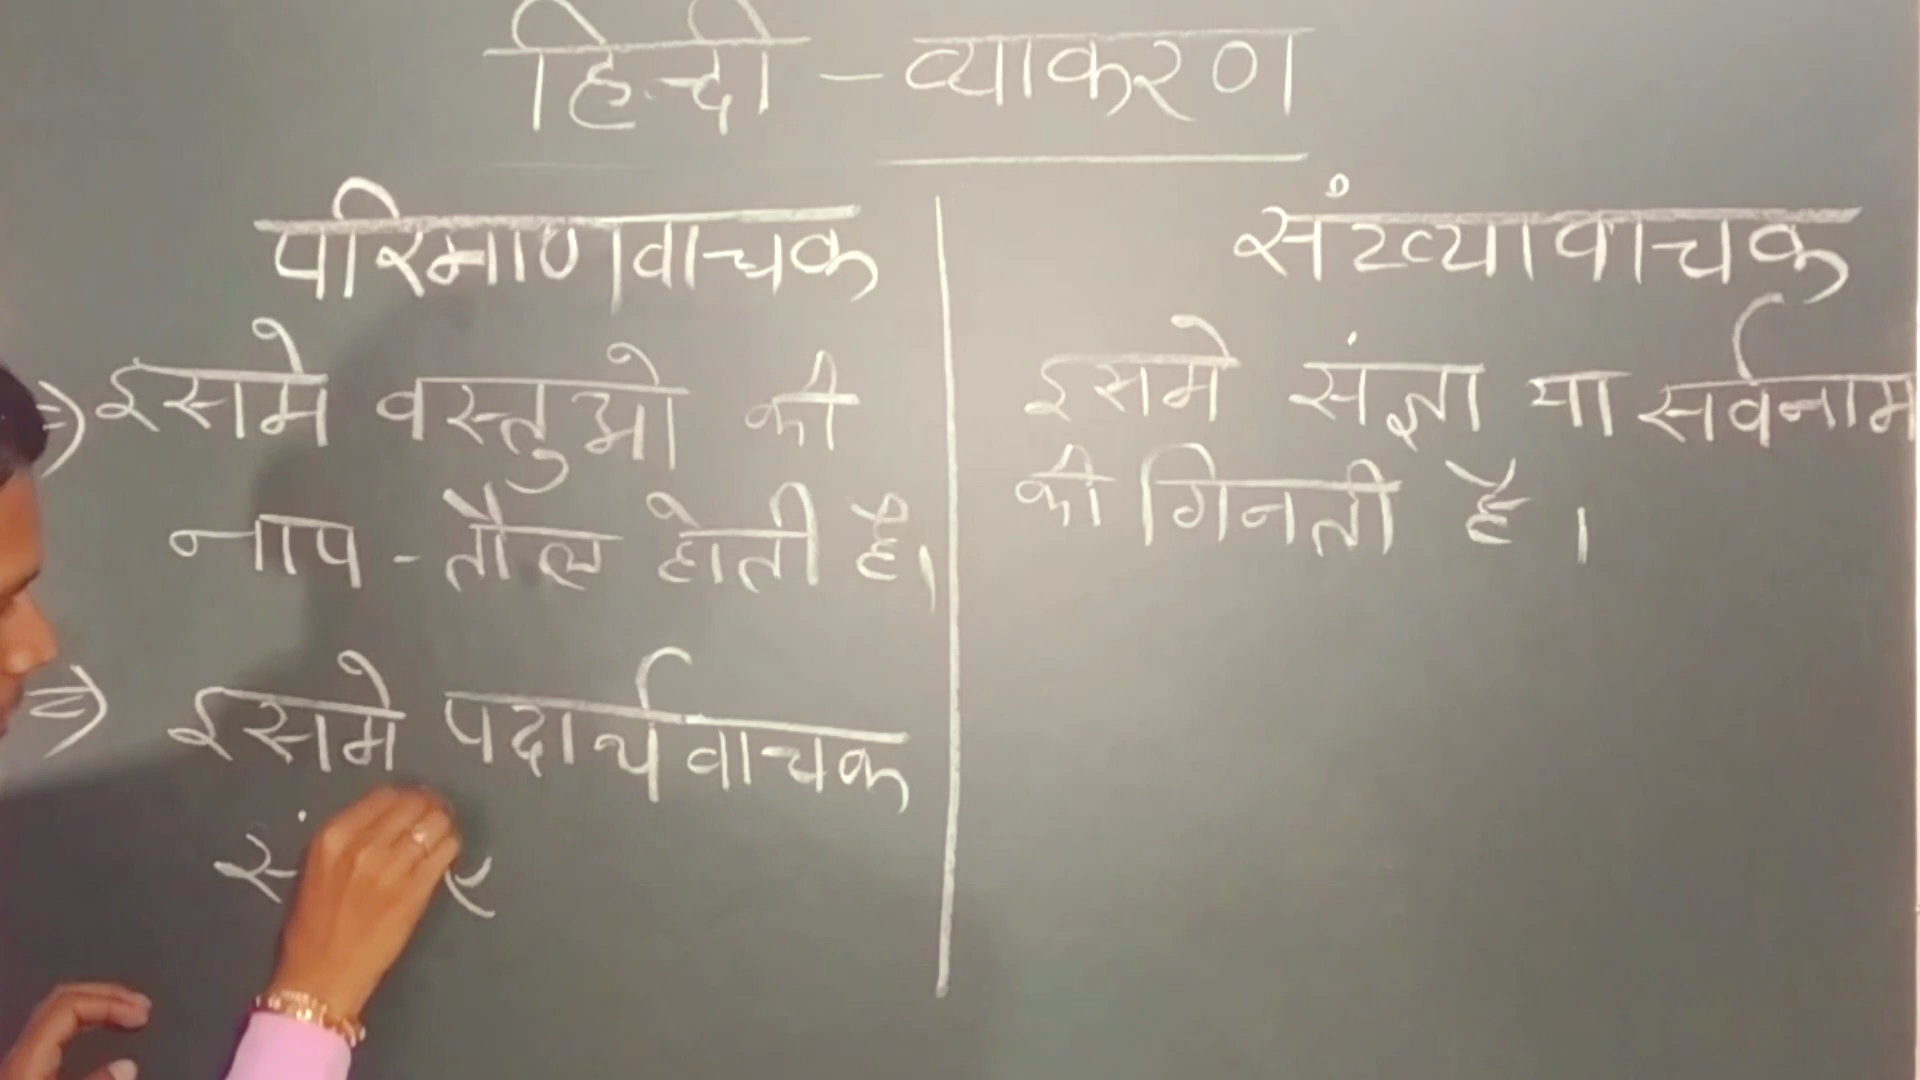 हिन्दी - व्याकरण
परिमाणवाचक
इसमे वस्तुओ की
नाप - तौल होती है।
इसमे पदार्थवाचक
संख्यावाचक
इसमे संज्ञा या सर्वनाम
की गिनती है ।